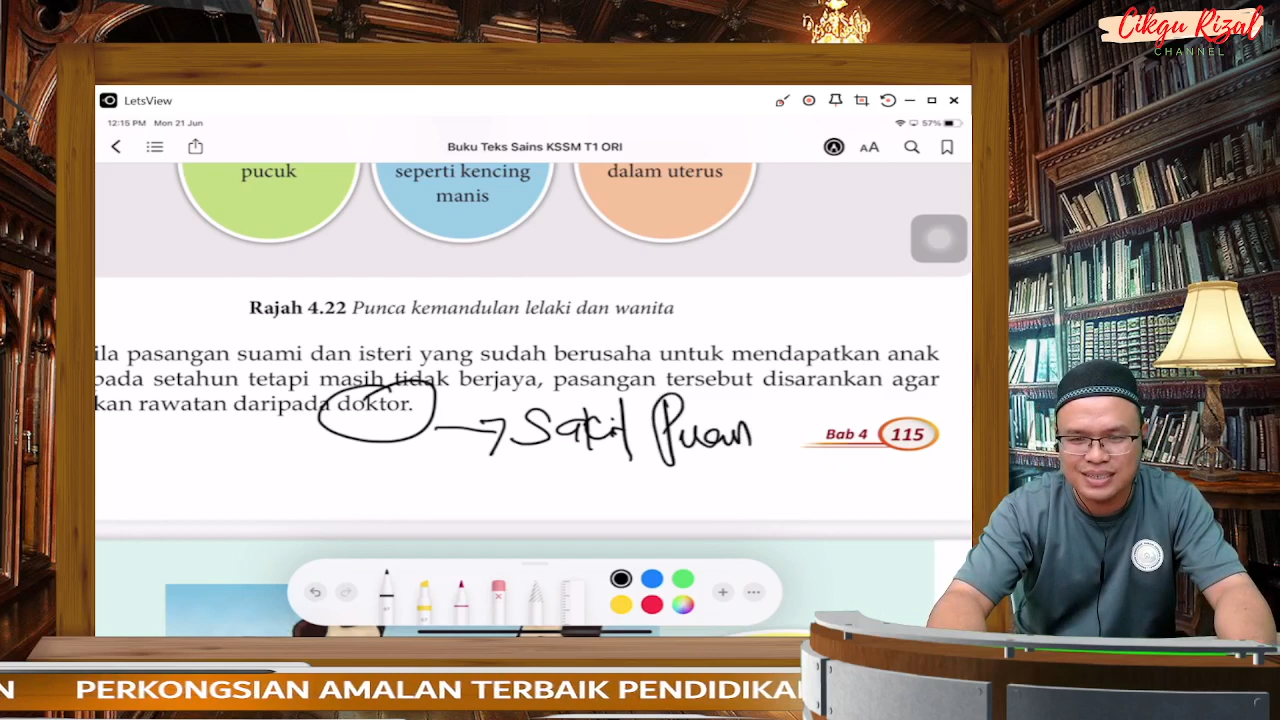 Cikgu Rizal
CHANNEL
LetsView
12:15 PM Mon 21 Jun
57%
Buku Teks Sains KSSM T1 ORI
AA
pucuk
seperti kencing
manis
dalam uterus
Rajah 4.22 Punca kemandulan lelaki dan wanita
ila pasangan suami dan isteri yang sudah berusaha untuk mendapatkan anak
pada setahun tetapi masih tidak berjaya, pasangan tersebut disarankan agar
kan rawatan daripada doktor.
Sakit Puan
Bab 4 115
N PERKONGSIAN AMALAN TERBAIK PENDIDIKA